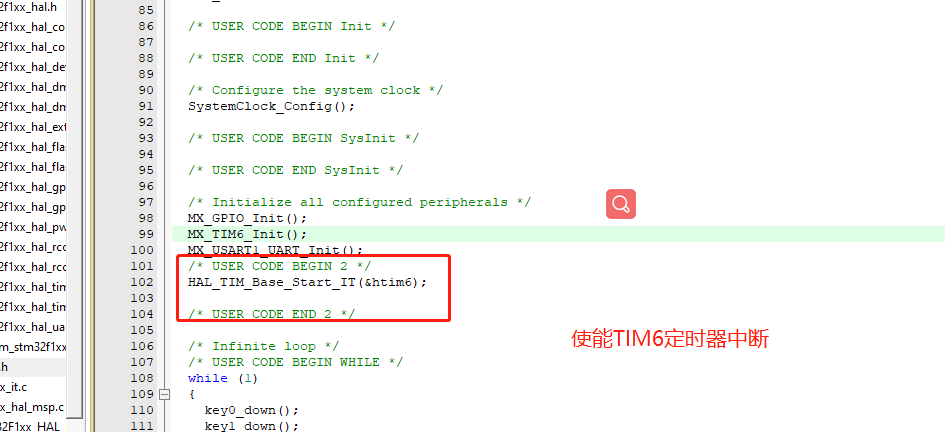 2f1xx_hal.h
2f1xx_hal_co
2f1xx_hal_co
2f1xx_hal_de
2f1xx_hal_dm
2f1xx_hal_dm
2f1xx_hal_ext
2f1xx_hal_fla
2f1xx_hal_fla
2f1xx_hal_gp
2f1xx_hal_gp
2f1xx_hal_pw
2f1xx_hal_rcc
2f1xx_hal_rcc
2f1xx_hal_tim
2f1xx_hal_tim
2f1xx_hal_ua
m_stm32f1xx
.h
x_it.c
x_hal_msp.c
32F1xx_HAL
85
86 /* USER CODE BEGIN Init */
87
88 /* USER CODE END Init */
89
90 /* Configure the system clock */
91 SystemClock_Config();
92
93 /* USER CODE BEGIN SysInit */
94
95 /* USER CODE END SysInit */
96
97 /* Initialize all configured peripherals */
98 MX_GPIO_Init();
99 MX_TIM6_Init();
100 MX_USART1_UART_Init();
101 /* USER CODE BEGIN 2 */
102 HAL_TIM_Base_Start_IT(&htim6);
103
104 /* USER CODE END 2 */
105
106 /* Infinite loop */
107 /* USER CODE BEGIN WHILE */
108 while (1)
109 {
110 key0_down();
111 key1_down();
使能TIM6定时器中断